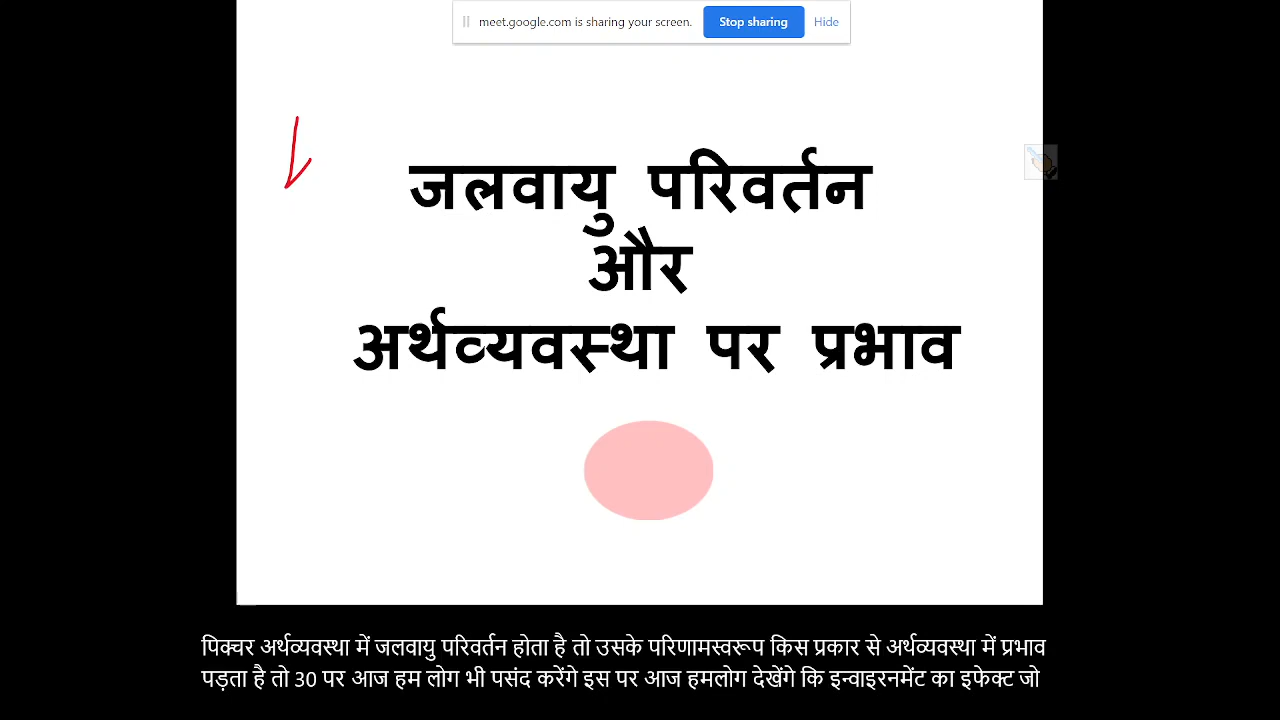 meet.google.com is sharing your screen. Stop sharing Hide
जलवायु परिवर्तन
और
अर्थव्यवस्था पर प्रभाव
पिक्चर अर्थव्यवस्था में जलवायु परिवर्तन होता है तो उसके परिणामस्वरूप किस प्रकार से अर्थव्यवस्था में प्रभाव
पड़ता है तो 30 पर आज हम लोग भी पसंद करेंगे इस पर आज हमलोग देखेंगे कि इन्वाइरनमेंट का इफेक्ट जो